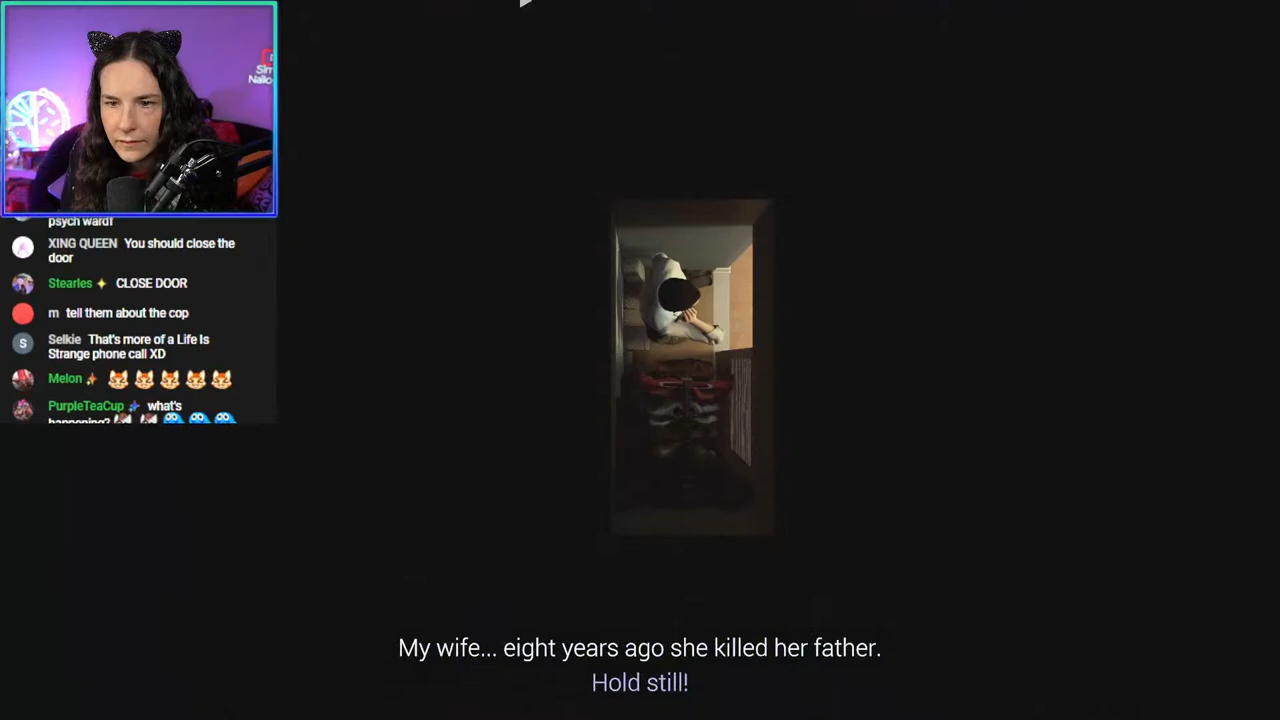 psych ward!
XING QUEEN You should close the
door
Stearles CLOSE DOOR
m tell them about the cop
S Selkie That's more of a Life Is
Strange phone call XD
Melon
PurpleTeaCup what's
happening?
My wife... eight years ago she killed her father.
Hold still!